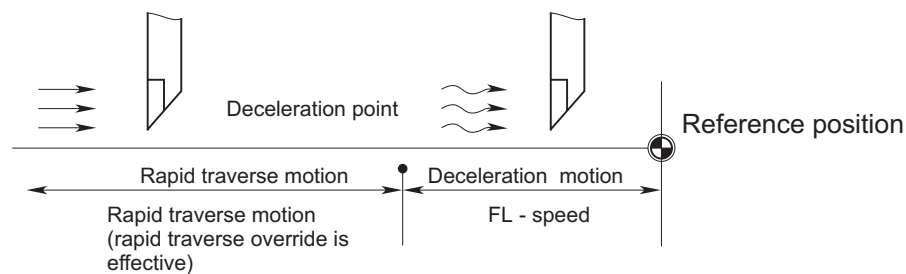 Deceleration point
Reference position
Rapid traverse motion
Deceleration motion
Rapid traverse motion
(rapid traverse override is
effective)
FL - speed